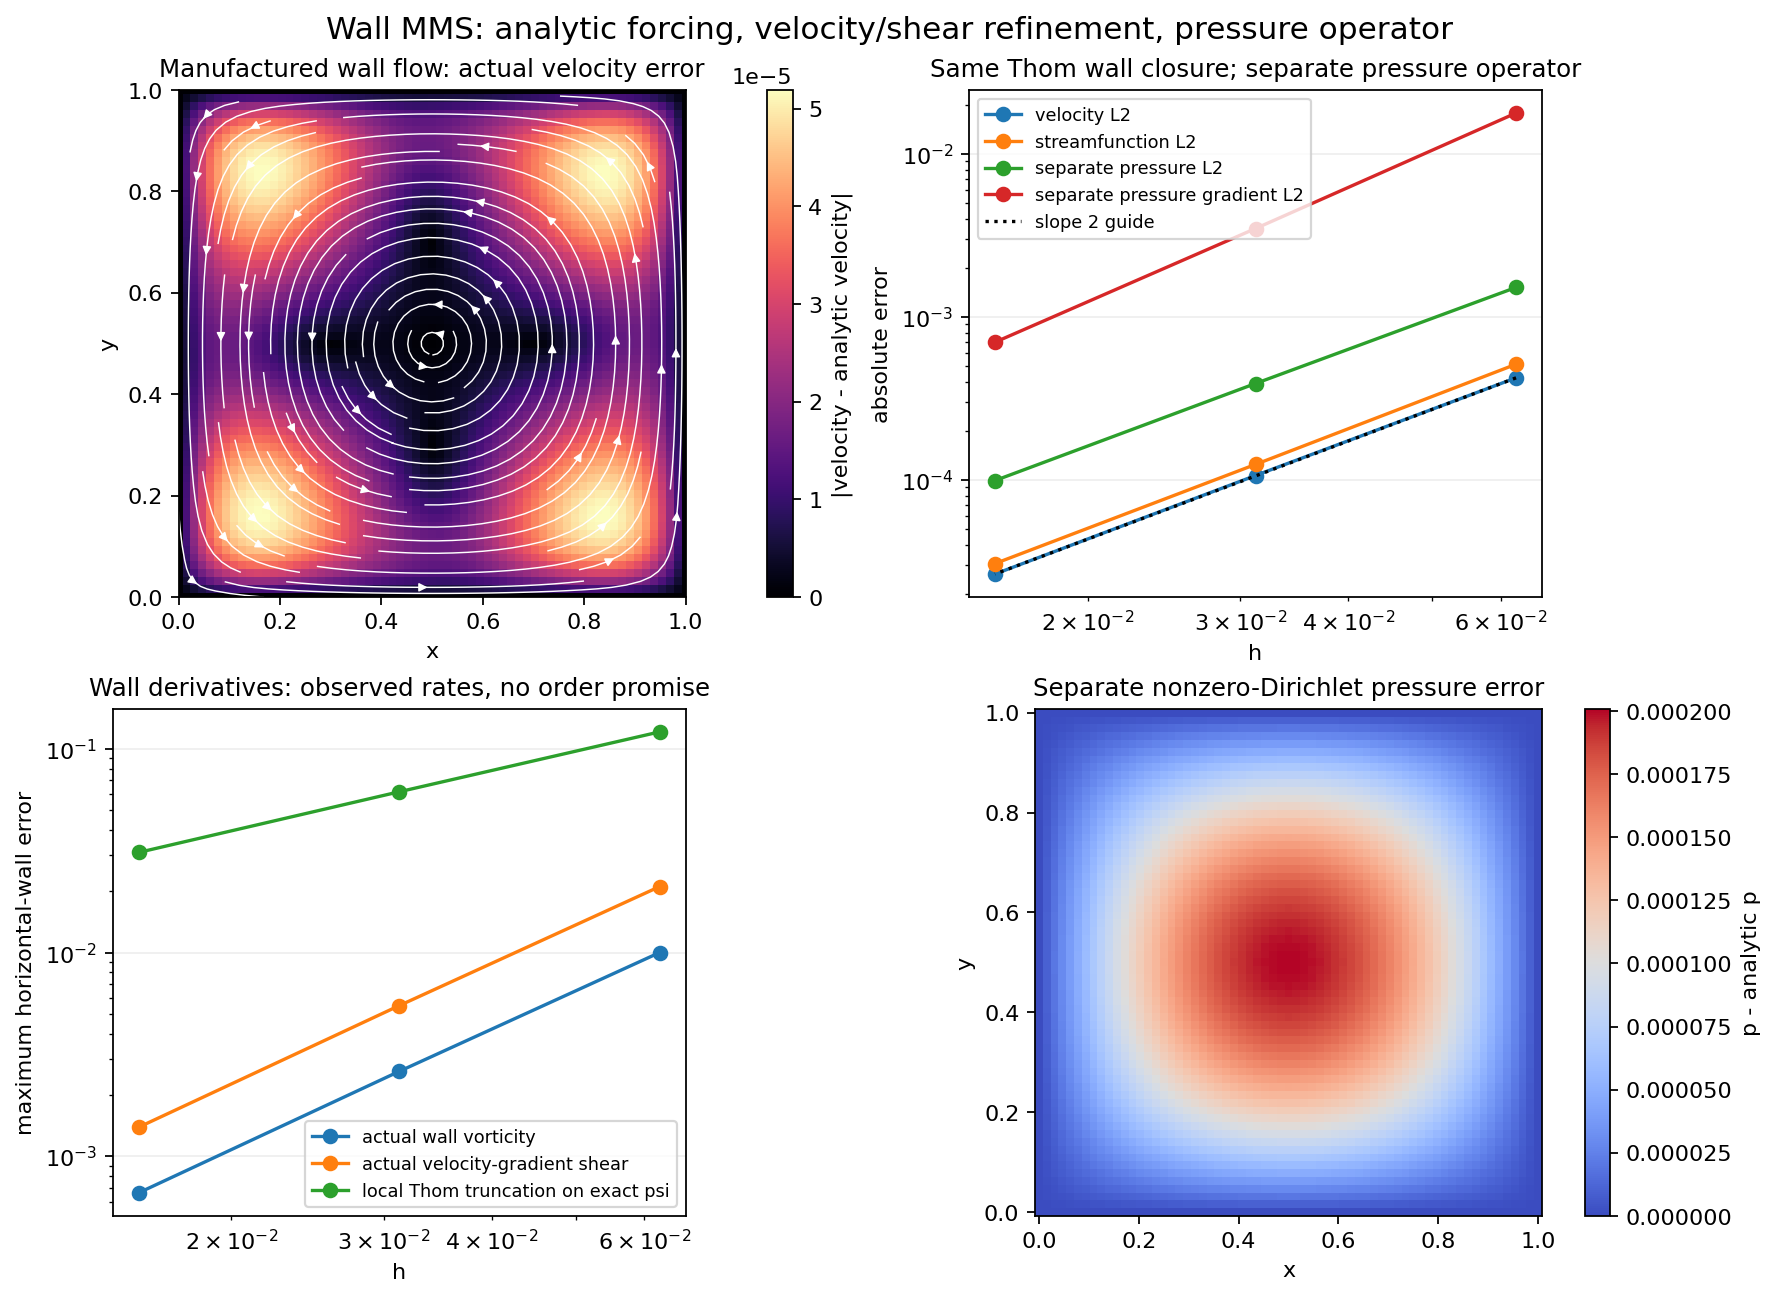 Wall MMS: analytic forcing, velocity/shear refinement, pressure operator
Manufactured wall flow: actual velocity error
1e−5
1.0
0.8
0.6
0.4
0.2
0.0
y
0.0 0.2 0.4 0.6 0.8 1.0
x
5
4
3
2
1
0
|velocity - analytic velocity|
Same Thom wall closure; separate pressure operator
velocity L2
streamfunction L2
separate pressure L2
separate pressure gradient L2
slope 2 guide
10⁻²
10⁻³
10⁻⁴
absolute error
2 × 10⁻² 3 × 10⁻² 4 × 10⁻² 6 × 10⁻²
h
Wall derivatives: observed rates, no order promise
10⁻¹
10⁻²
10⁻³
maximum horizontal-wall error
actual wall vorticity
actual velocity-gradient shear
local Thom truncation on exact psi
2 × 10⁻² 3 × 10⁻² 4 × 10⁻² 6 × 10⁻²
h
Separate nonzero-Dirichlet pressure error
1.0
0.8
0.6
0.4
0.2
0.0
y
0.0 0.2 0.4 0.6 0.8 1.0
x
0.000200
0.000175
0.000150
0.000125
0.000100
0.000075
0.000050
0.000025
0.000000
p - analytic p